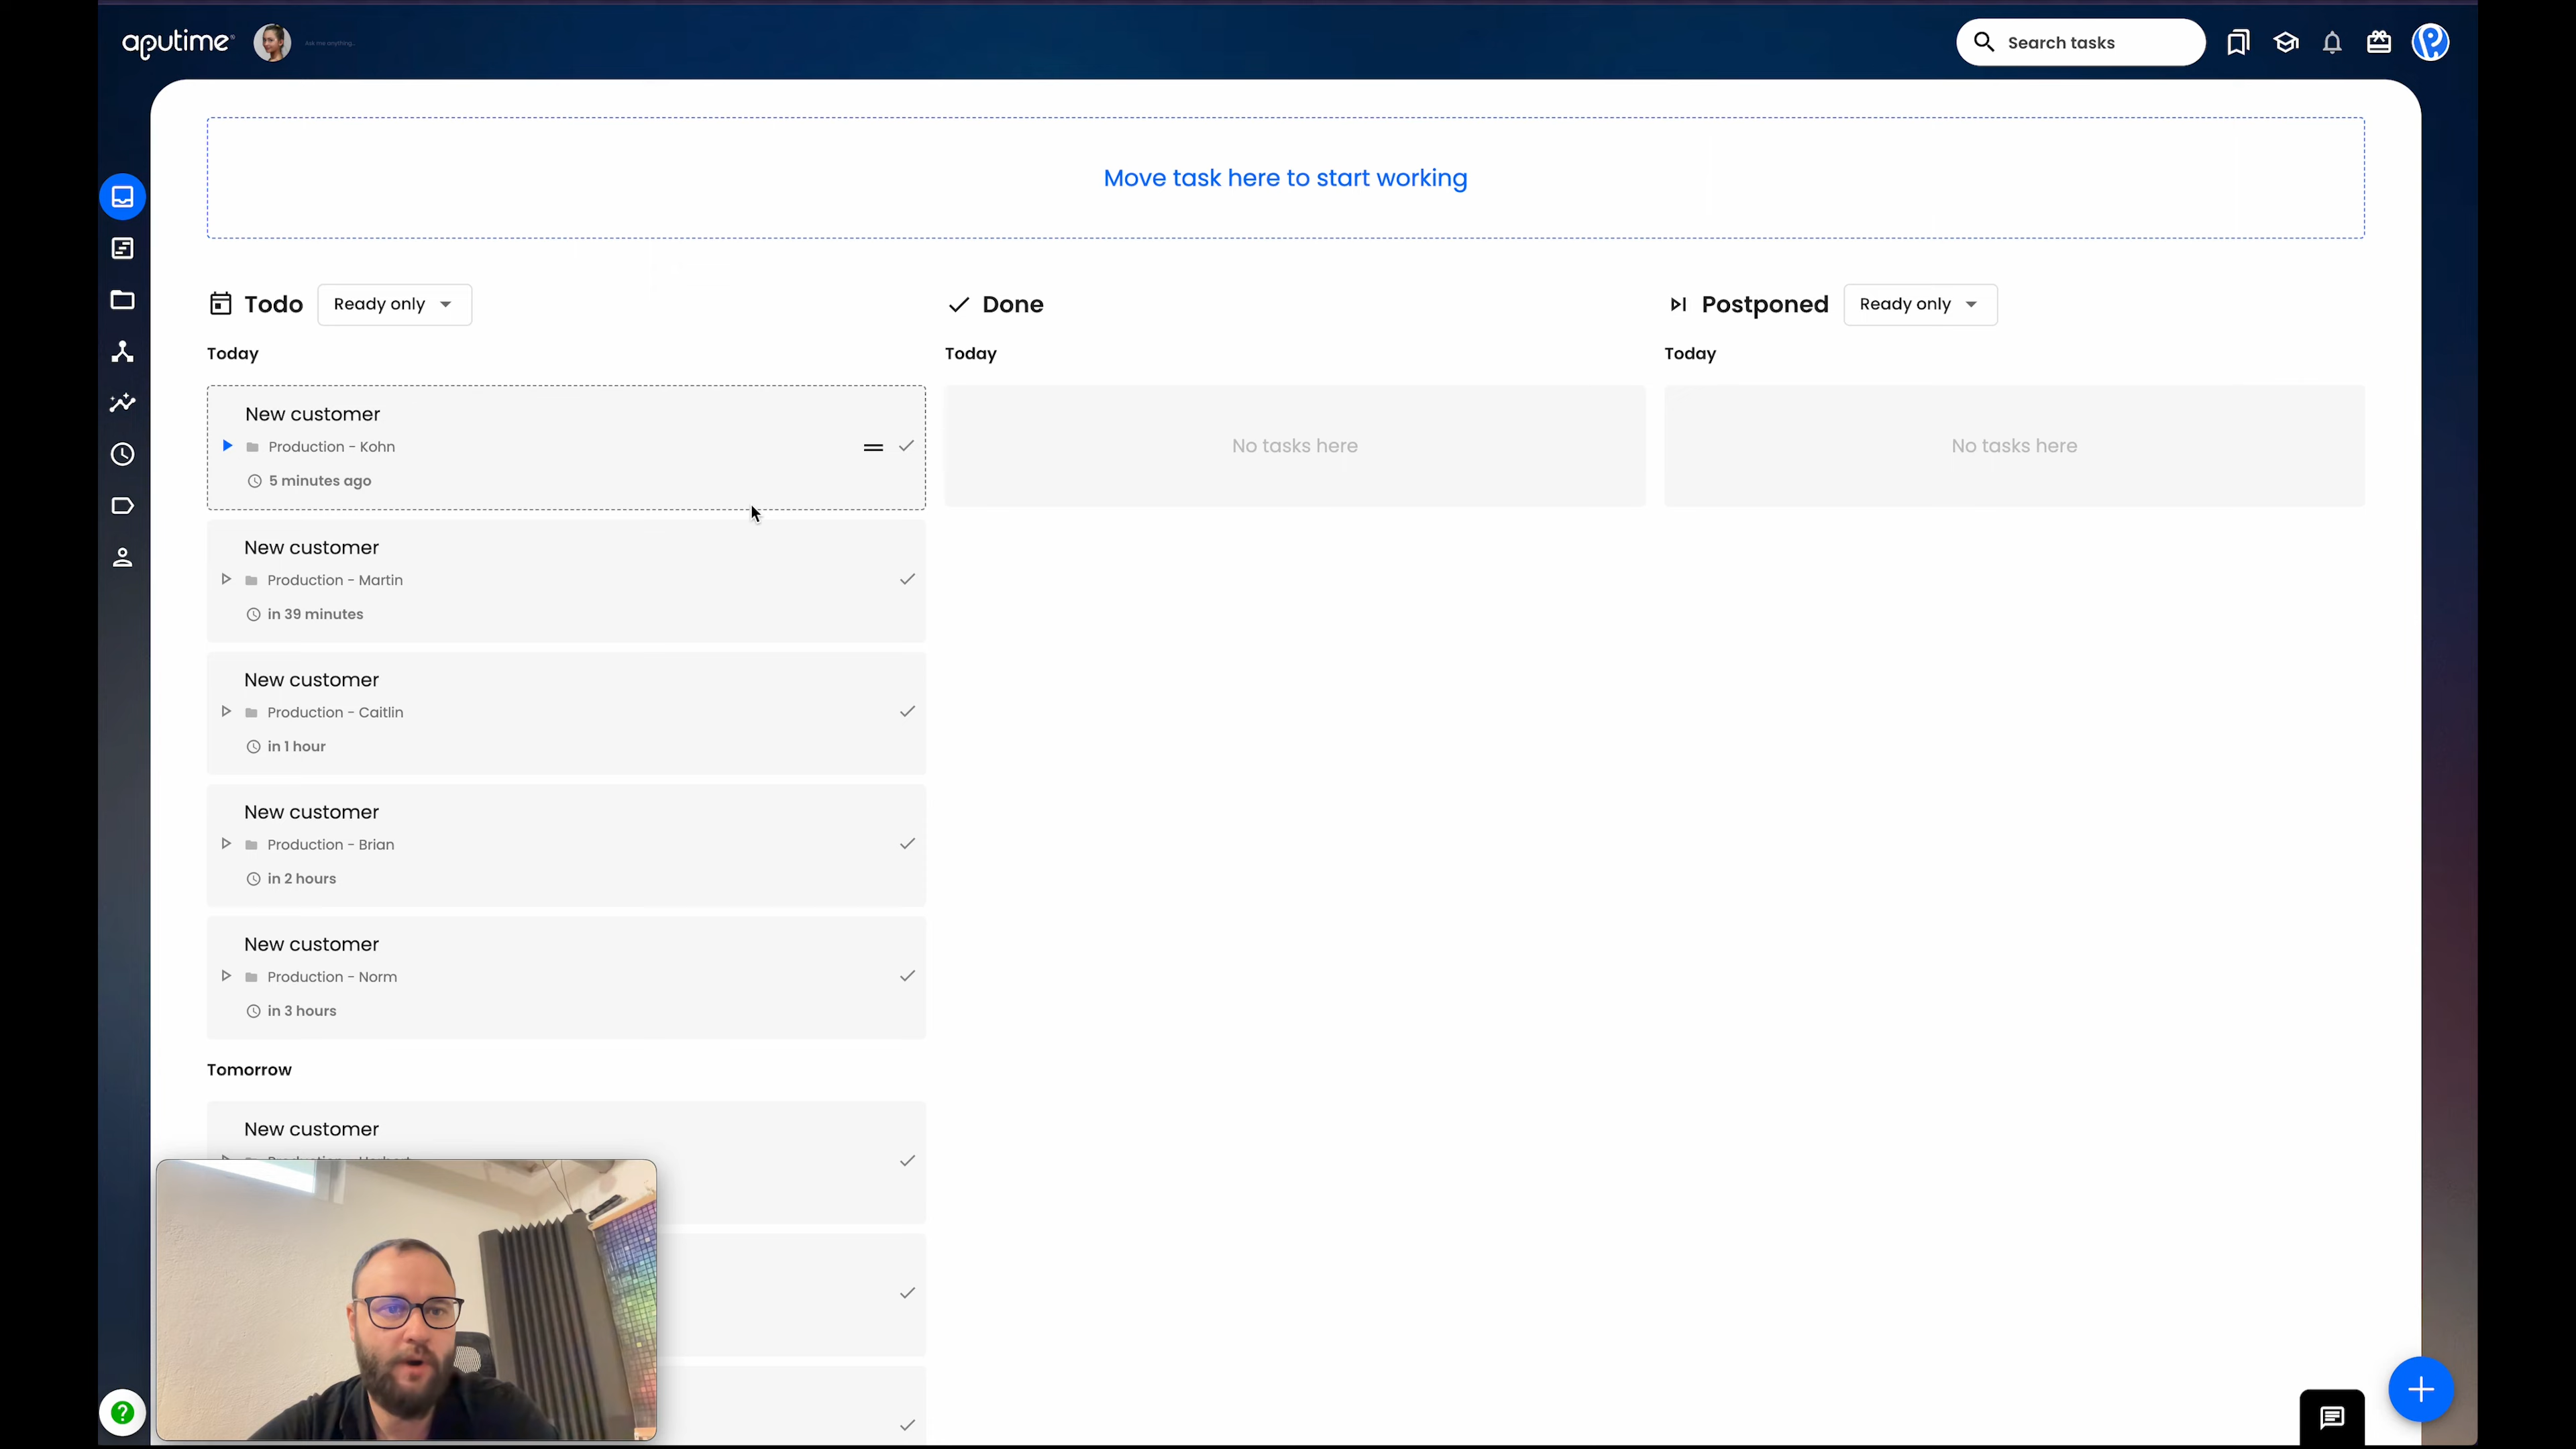 aputime
Ask me anything...
Search tasks
Move task here to start working
Todo
Ready only
Done
Postponed
Ready only
Today
Today
Today
New customer
Production - Kohn
5 minutes ago
No tasks here
No tasks here
New customer
Production - Martin
in 39 minutes
New customer
Production - Caitlin
in 1 hour
New customer
Production - Brian
in 2 hours
New customer
Production - Norm
in 3 hours
Tomorrow
New customer